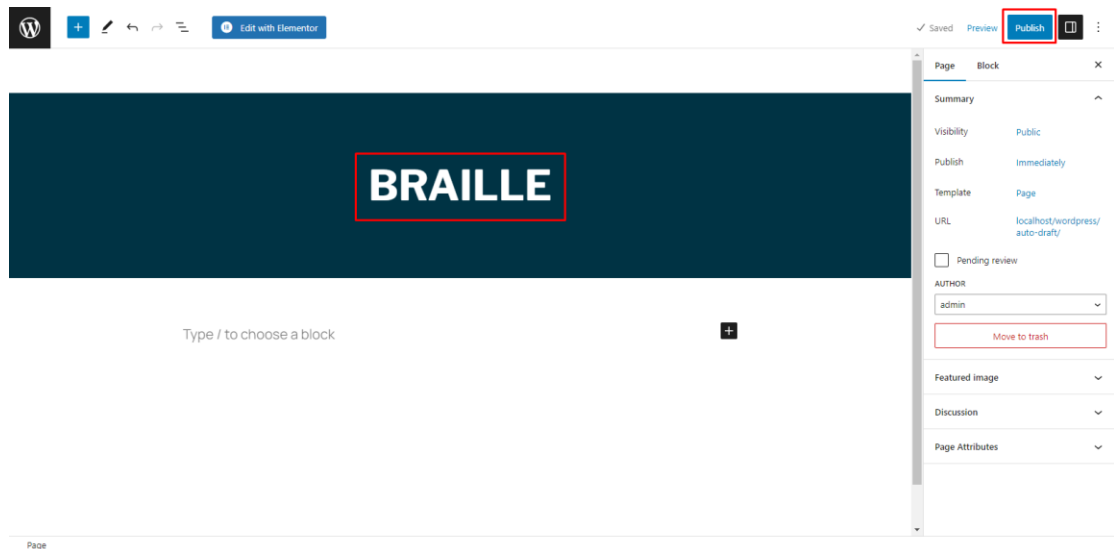 Edit with Elementor
Saved Preview Publish
Page Block
Summary
Visibility Public
Publish Immediately
Template Page
URL localhost/wordpress/
auto-draft/
Pending review
AUTHOR
admin
Move to trash
Featured image
Discussion
Page Attributes
BRAILLE
Type / to choose a block
Page